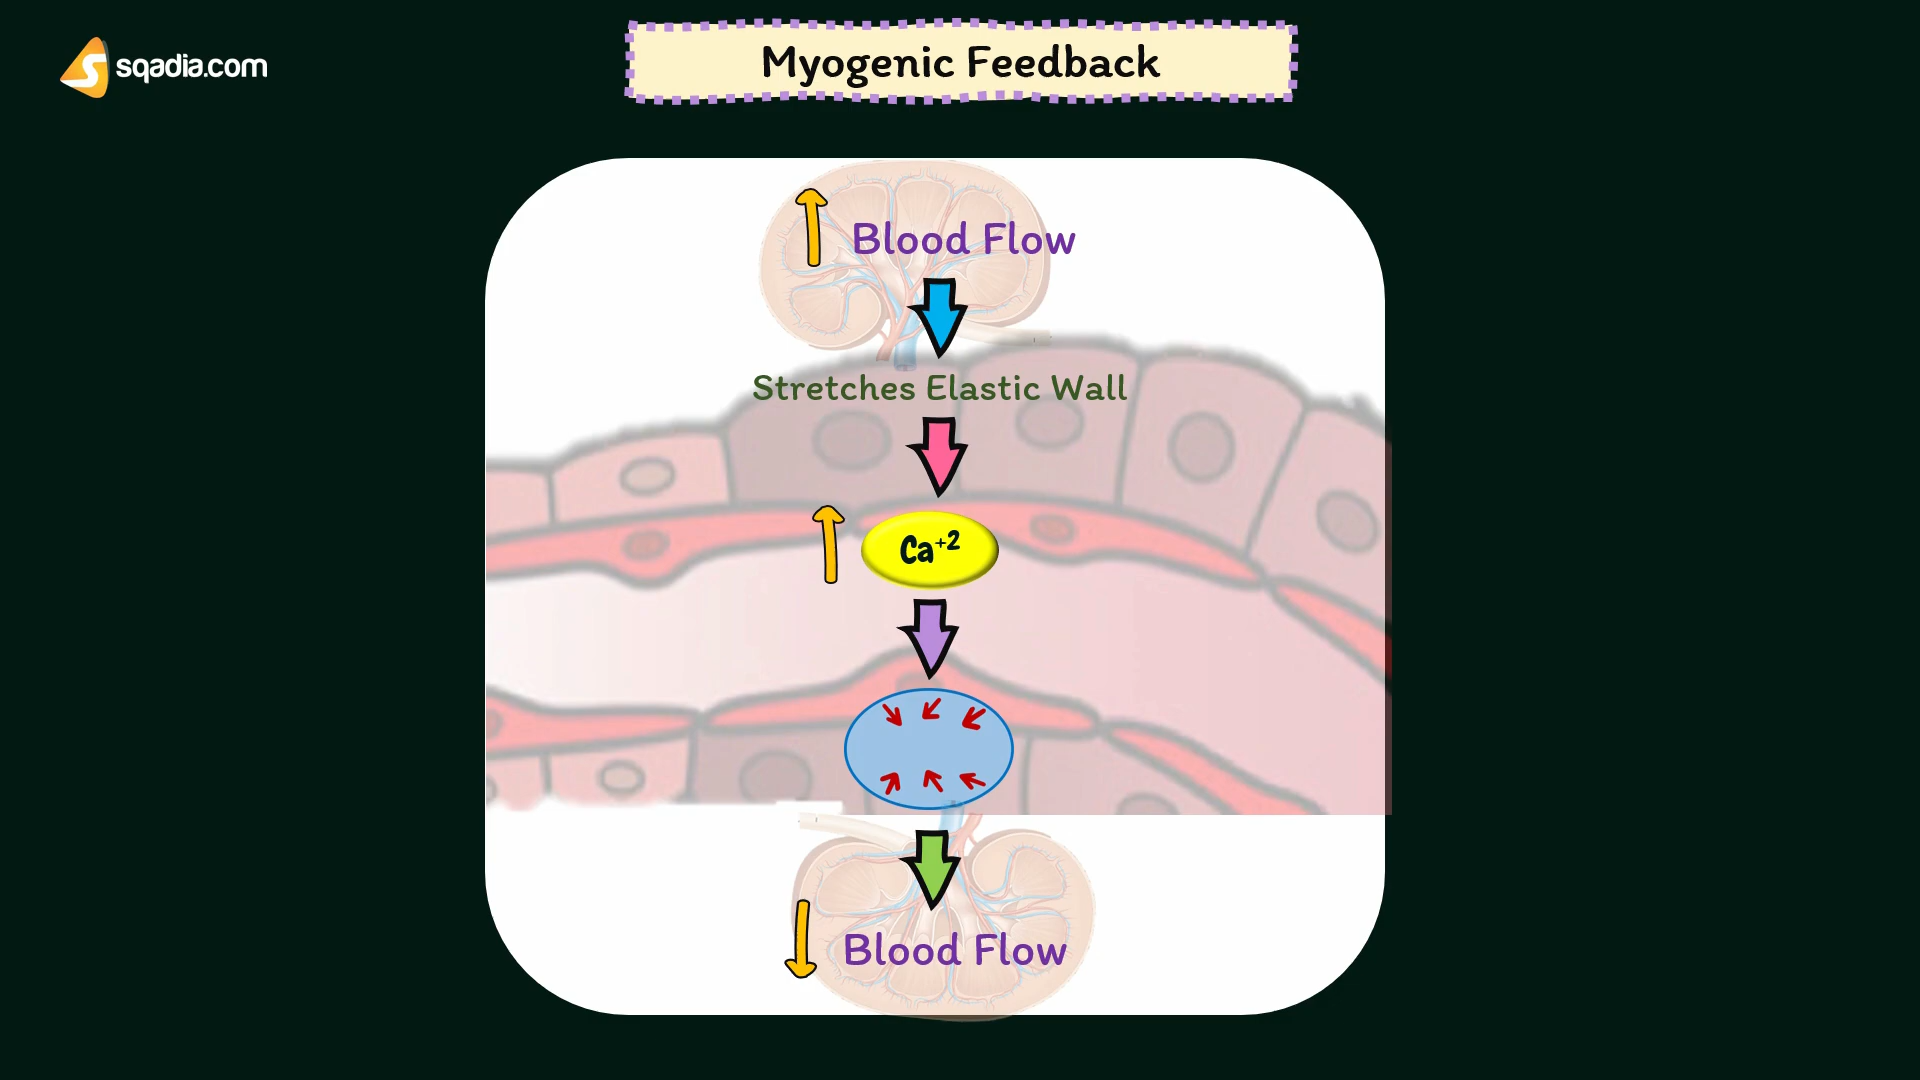 sqadia.com
Myogenic Feedback
Blood Flow
Stretches Elastic Wall
Ca⁺²
Blood Flow